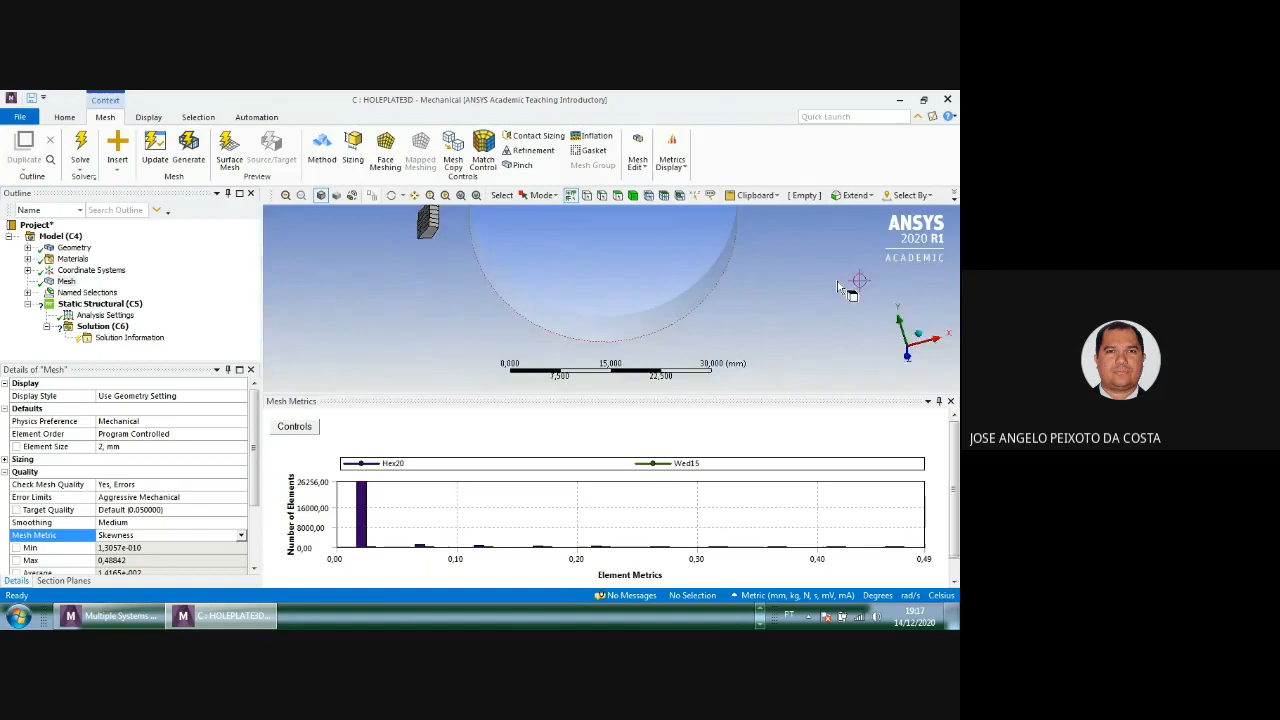 Context
C : HOLEPLATE3D - Mechanical [ANSYS Academic Teaching Introductory]
File Home Mesh Display Selection Automation
Quick Launch
Duplicate Solve Insert Update Generate Surface Mesh Source/Target Method Sizing Face Meshing Mapped Meshing Mesh Copy Match Control Contact Sizing Inflation Mesh Edit Metrics Display
Refinement Gasket
Pinch Mesh Group
Outline Solver Mesh Preview Controls
Outline
Select Mode Clipboard [ Empty ] Extend Select By
Name Search Outline
Project*
Model (C4)
Geometry
Materials
Coordinate Systems
Mesh
Named Selections
Static Structural (C5)
Analysis Settings
Solution (C6)
Solution Information
ANSYS
2020 R1
ACADEMIC
Y
X
Z
0,000 15,000 30,000 (mm)
7,500 22,500
Details of "Mesh"
Display
Display Style Use Geometry Setting
Defaults
Physics Preference Mechanical
Element Order Program Controlled
Element Size 2, mm
Sizing
Quality
Check Mesh Quality Yes, Errors
Error Limits Aggressive Mechanical
Target Quality Default (0.050000)
Smoothing Medium
Mesh Metric Skewness
Min 1,3057e-010
Max 0,48842
Average 1,4165e-002
Details Section Planes
Mesh Metrics
Controls
Hex20 Wed15
Number of Elements
26256,00
16000,00
8000,00
0,00
0,00 0,10 0,20 0,30 0,40 0,49
Element Metrics
Ready No Messages No Selection Metric (mm, kg, N, s, mV, mA) Degrees rad/s Celsius
Multiple Systems ... C : HOLEPLATE3D... PT 19:17
14/12/2020
JOSE ANGELO PEIXOTO DA COSTA